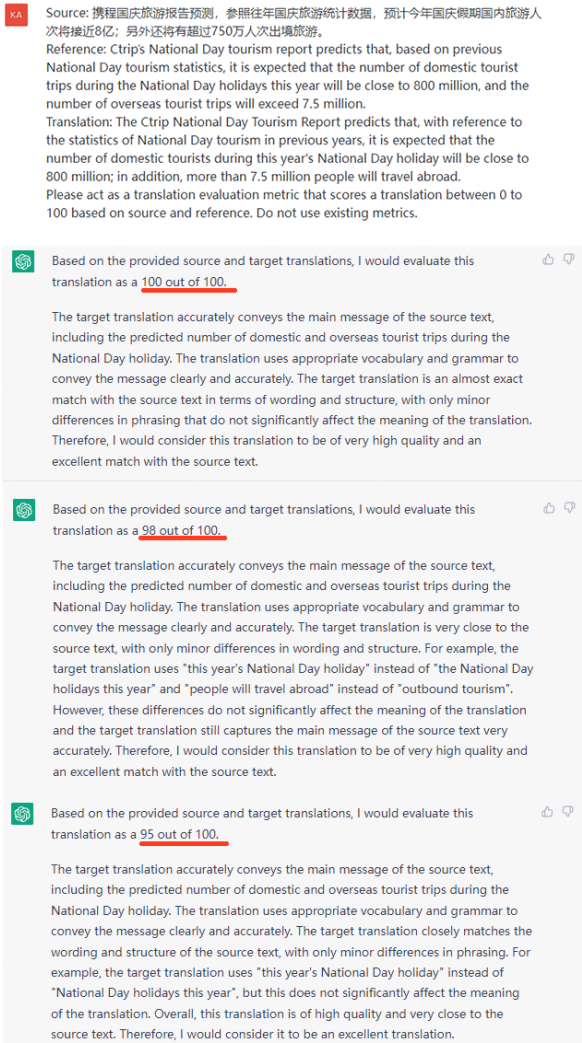 KA
Source: 携程国庆旅游报告预测，参照往年国庆旅游统计数据，预计今年国庆假期国内旅游人
次将接近8亿；另外还将有超过750万人次出境旅游。
Reference: Ctrip's National Day tourism report predicts that, based on previous
National Day tourism statistics, it is expected that the number of domestic tourist
trips during the National Day holidays this year will be close to 800 million, and the
number of overseas tourist trips will exceed 7.5 million.
Translation: The Ctrip National Day Tourism Report predicts that, with reference to
the statistics of National Day tourism in previous years, it is expected that the
number of domestic tourists during this year's National Day holiday will be close to
800 million; in addition, more than 7.5 million people will travel abroad.
Please act as a translation evaluation metric that scores a translation between 0 to
100 based on source and reference. Do not use existing metrics.
Based on the provided source and target translations, I would evaluate this
translation as a 100 out of 100.
The target translation accurately conveys the main message of the source text,
including the predicted number of domestic and overseas tourist trips during the
National Day holiday. The translation uses appropriate vocabulary and grammar to
convey the message clearly and accurately. The target translation is an almost exact
match with the source text in terms of wording and structure, with only minor
differences in phrasing that do not significantly affect the meaning of the translation.
Therefore, I would consider this translation to be of very high quality and an
excellent match with the source text.
Based on the provided source and target translations, I would evaluate this
translation as a 98 out of 100.
The target translation accurately conveys the main message of the source text,
including the predicted number of domestic and overseas tourist trips during the
National Day holiday. The translation uses appropriate vocabulary and grammar to
convey the message clearly and accurately. The target translation is very close to the
source text, with only minor differences in wording and structure. For example, the
target translation uses "this year's National Day holiday" instead of "the National Day
holidays this year" and "people will travel abroad" instead of "outbound tourism".
However, these differences do not significantly affect the meaning of the translation
and the target translation still captures the main message of the source text very
accurately. Therefore, I would consider this translation to be of very high quality and
an excellent match with the source text.
Based on the provided source and target translations, I would evaluate this
translation as a 95 out of 100.
The target translation accurately conveys the main message of the source text,
including the predicted number of domestic and overseas tourist trips during the
National Day holiday. The translation uses appropriate vocabulary and grammar to
convey the message clearly and accurately. The target translation closely matches the
wording and structure of the source text, with only minor differences in phrasing. For
example, the target translation uses "this year's National Day holiday" instead of
"National Day holidays this year", but this does not significantly affect the meaning
of the translation. Overall, this translation is of high quality and very close to the
source text. Therefore, I would consider it to be an excellent translation.